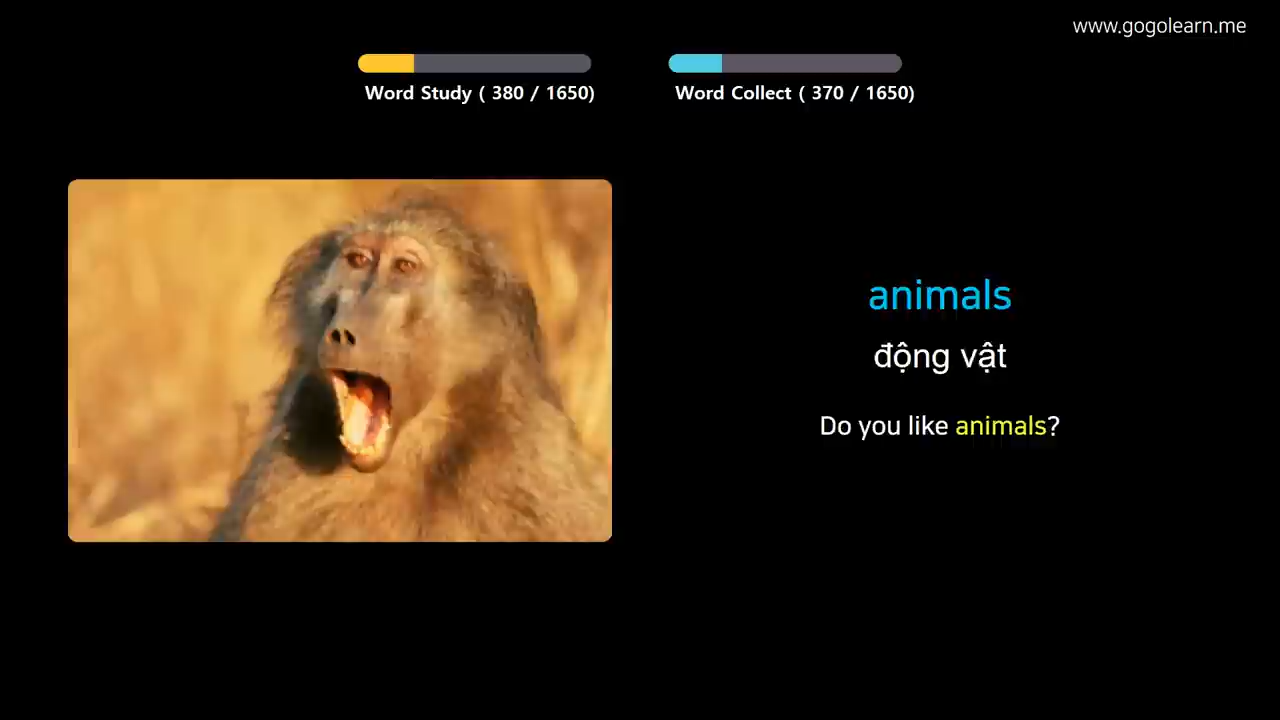 www.gogolearn.me
Word Study ( 380 / 1650)
Word Collect ( 370 / 1650)
animals
động vật
Do you like animals?